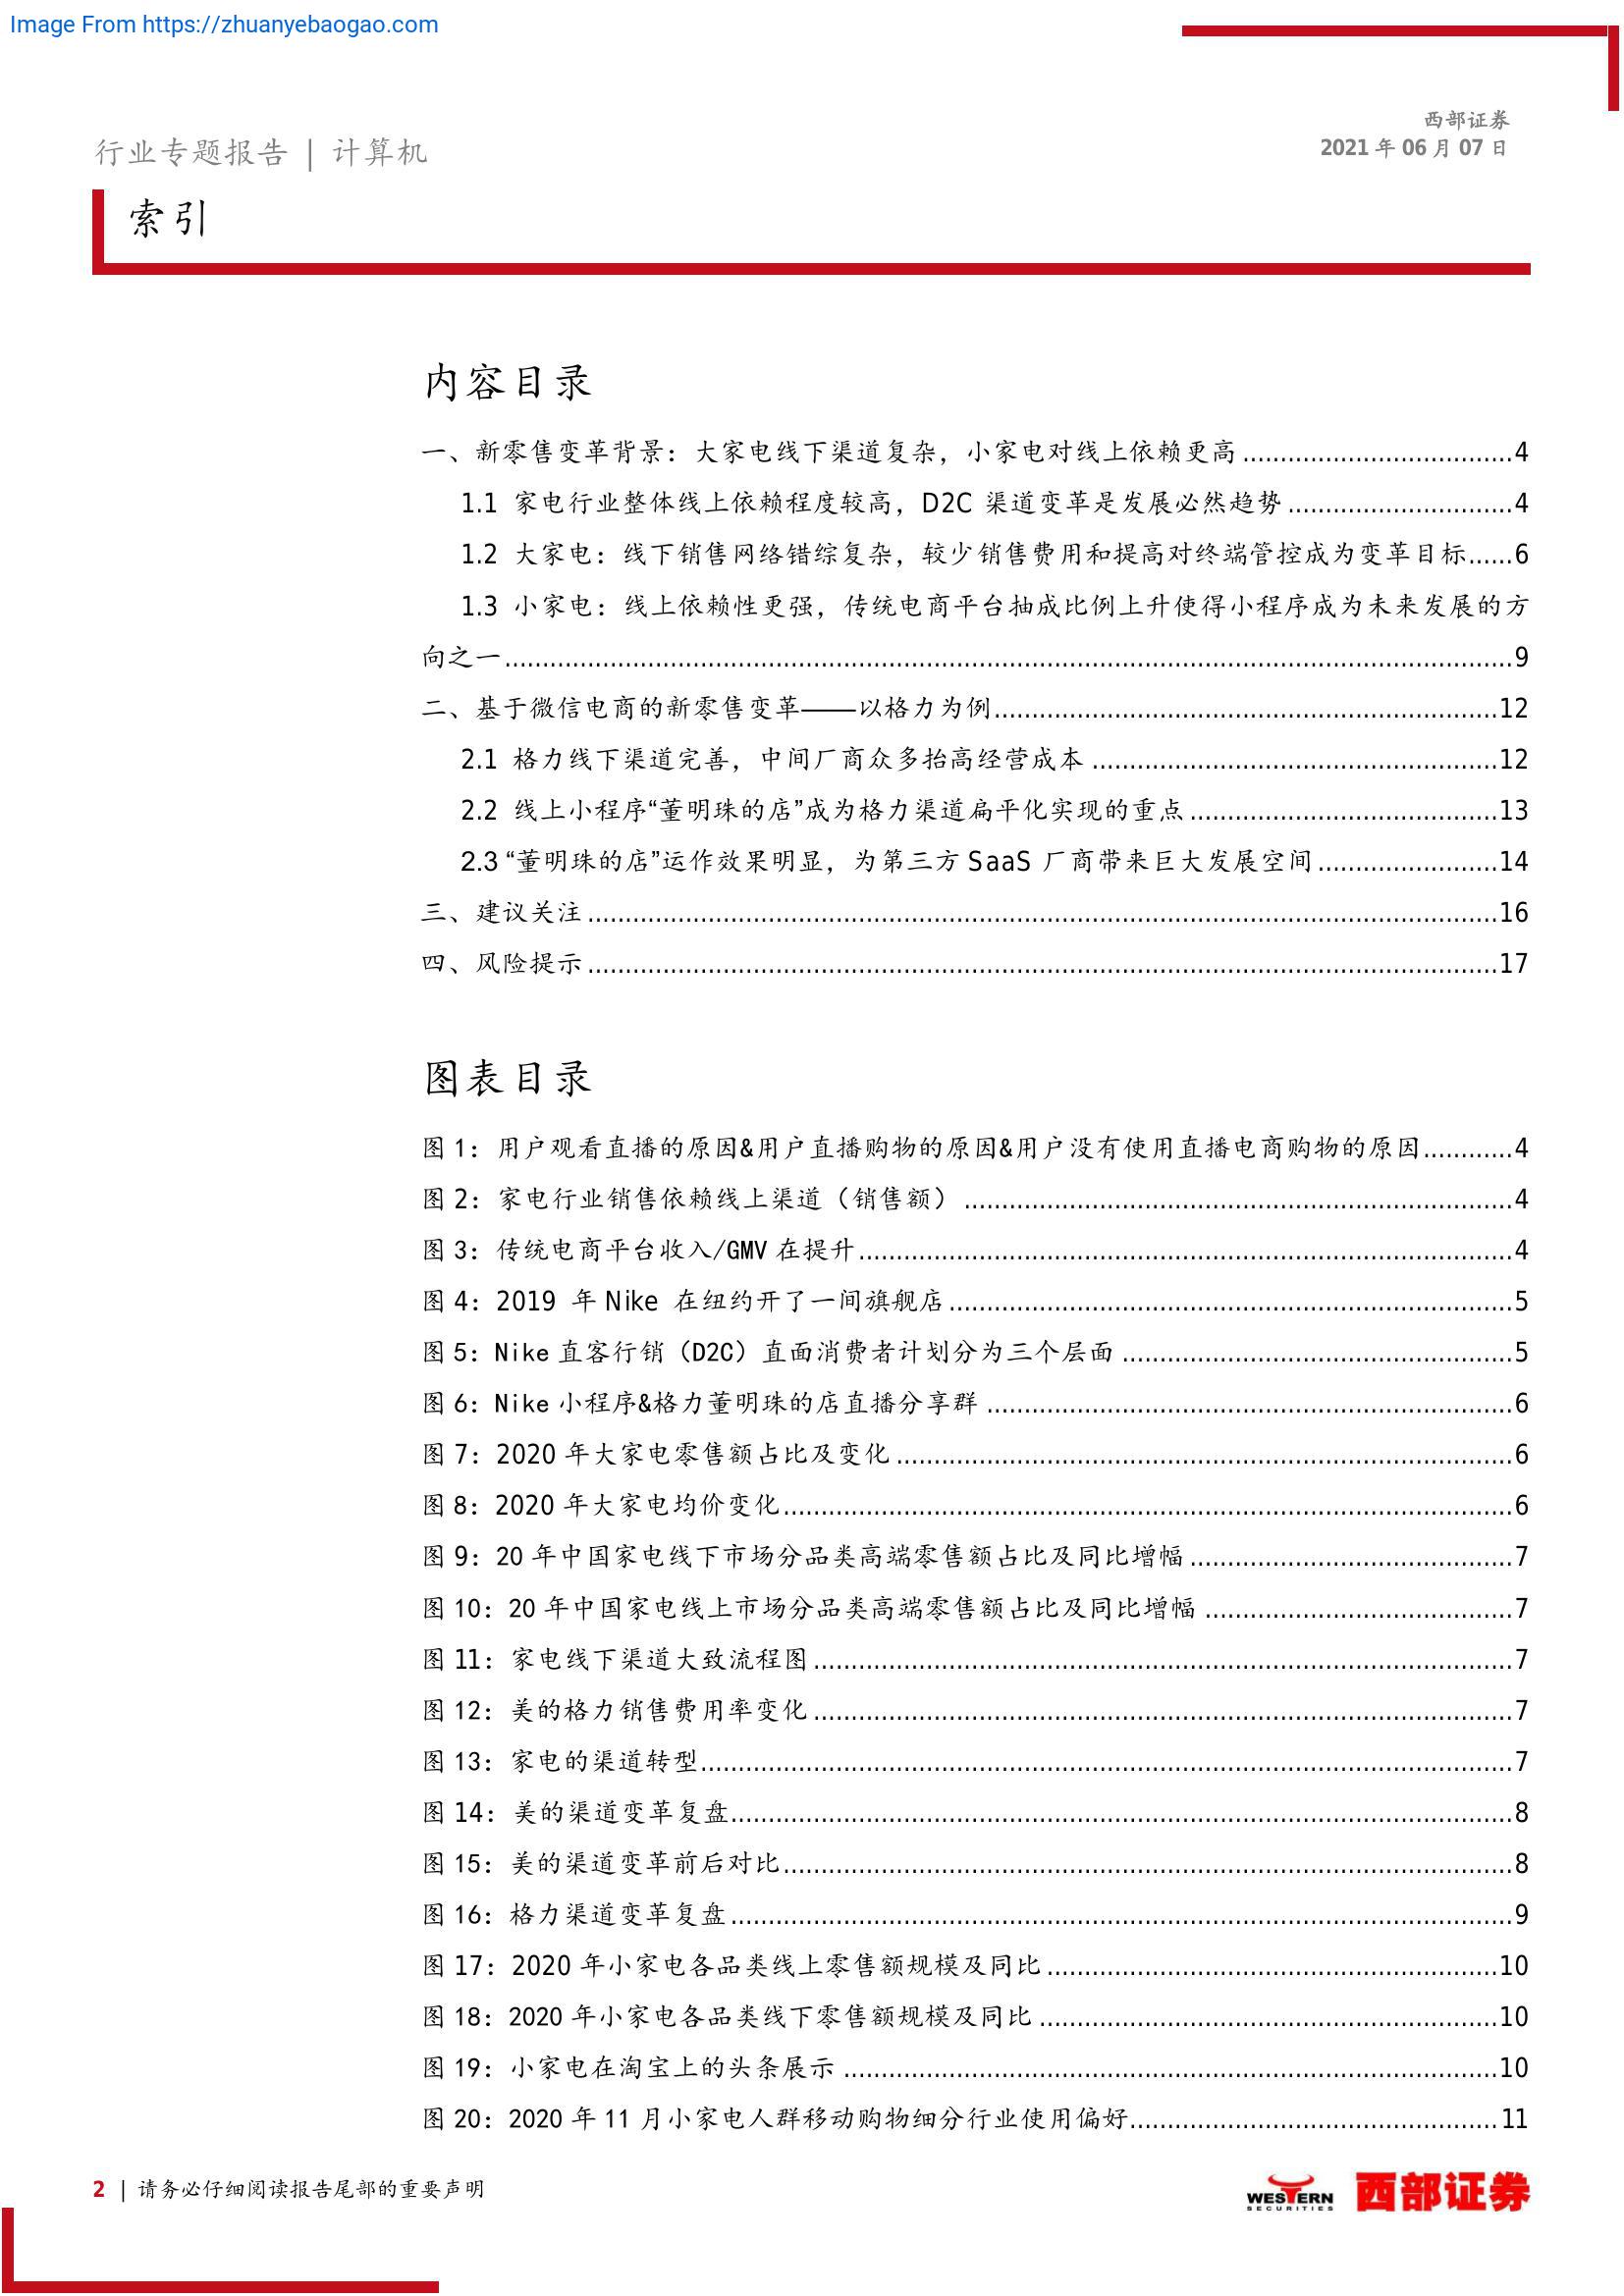 Image From https://zhuanyebaogao.com
行业专题报告 | 计算机
西部证券
2021 年 06 月 07 日
索引
内容目录
一、新零售变革背景：大家电线下渠道复杂，小家电对线上依赖更高....................................4
1.1 家电行业整体线上依赖程度较高，D2C 渠道变革是发展必然趋势..............................4
1.2 大家电：线下销售网络错综复杂，较少销售费用和提高对终端管控成为变革目标......6
1.3 小家电：线上依赖性更强，传统电商平台抽成比例上升使得小程序成为未来发展的方
向之一....................................................................................9
二、基于微信电商的新零售变革——以格力为例..................................................12
2.1 格力线下渠道完善，中间厂商众多抬高经营成本..........................................12
2.2 线上小程序“董明珠的店”成为格力渠道扁平化实现的重点..............................13
2.3 “董明珠的店”运作效果明显，为第三方 SaaS 厂商带来巨大发展空间....................14
三、建议关注..............................................................................16
四、风险提示..............................................................................17
图表目录
图 1：用户观看直播的原因&用户直播购物的原因&用户没有使用直播电商购物的原因............4
图 2：家电行业销售依赖线上渠道（销售额）..................................................4
图 3：传统电商平台收入/GMV 在提升..........................................................4
图 4：2019 年 Nike 在纽约开了一间旗舰店....................................................5
图 5：Nike 直客行销（D2C）直面消费者计划分为三个层面......................................5
图 6：Nike 小程序&格力董明珠的店直播分享群................................................6
图 7：2020 年大家电零售额占比及变化........................................................6
图 8：2020 年大家电均价变化................................................................6
图 9：20 年中国家电线下市场分品类高端零售额占比及同比增幅................................7
图 10：20 年中国家电线上市场分品类高端零售额占比及同比增幅................................7
图 11：家电线下渠道大致流程图..............................................................7
图 12：美的格力销售费用率变化..............................................................7
图 13：家电的渠道转型......................................................................7
图 14：美的渠道变革复盘....................................................................8
图 15：美的渠道变革前后对比................................................................8
图 16：格力渠道变革复盘....................................................................9
图 17：2020 年小家电各品类线上零售额规模及同比............................................10
图 18：2020 年小家电各品类线下零售额规模及同比............................................10
图 19：小家电在淘宝上的头条展示............................................................10
图 20：2020 年 11 月小家电人群移动购物细分行业使用偏好....................................11
2 | 请务必仔细阅读报告尾部的重要声明
WESTERN
SECURITIES
西部证券